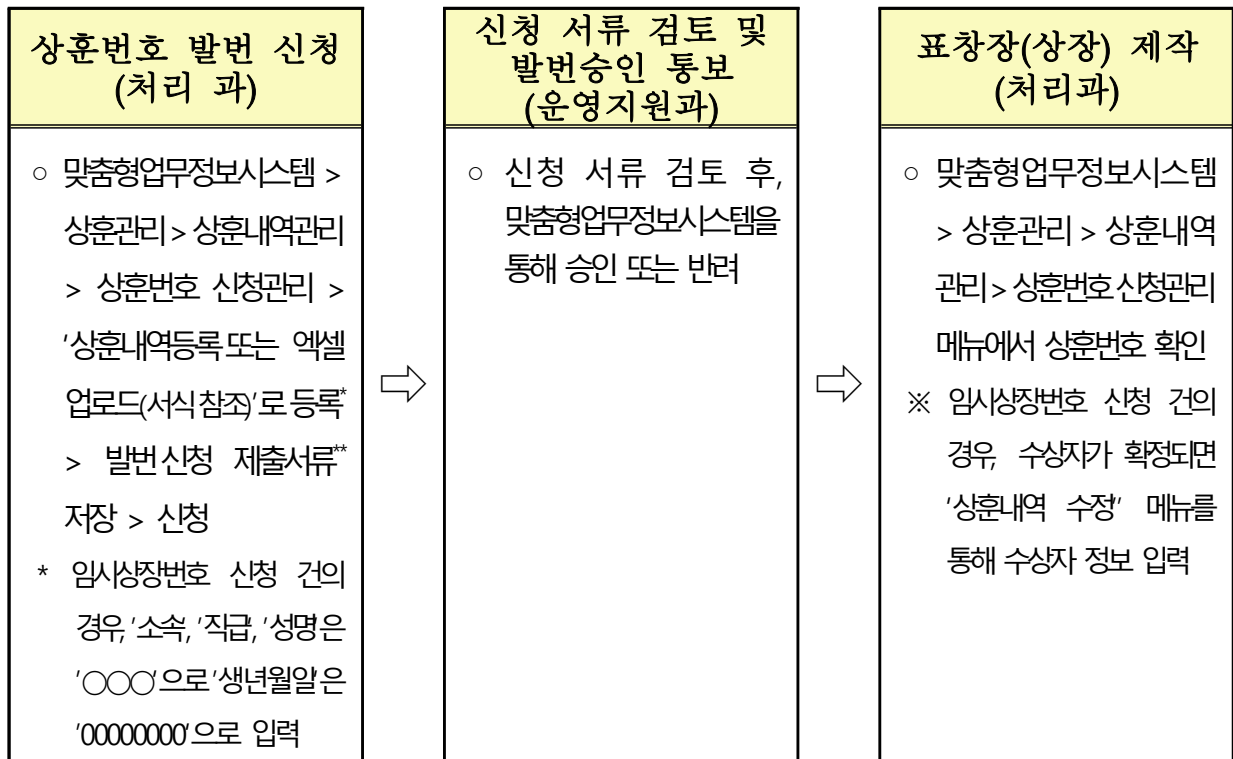 상훈번호 발번 신청
(처리 과)
○ 맞춤형업무정보시스템 >
상훈관리 > 상훈내역관리
> 상훈번호 신청관리 >
'상훈내역등록 또는 엑셀
업로드(서식 참조)'로 등록*
> 발번 신청 제출서류**
저장 > 신청
* 임시상장번호 신청 건의
경우, '소속', '직급', '성명'은
'○○○'으로 '생년월일'은
'00000000'으로 입력
⇨
신청 서류 검토 및
발번승인 통보
(운영지원과)
○ 신청 서류 검토 후,
맞춤형업무정보시스템을
통해 승인 또는 반려
⇨
표창장(상장) 제작
(처리과)
○ 맞춤형업무정보시스템
> 상훈관리 > 상훈내역
관리 > 상훈번호 신청관리
메뉴에서 상훈번호 확인
※ 임시상장번호 신청 건의
경우, 수상자가 확정되면
'상훈내역 수정" 메뉴를
통해 수상자 정보 입력